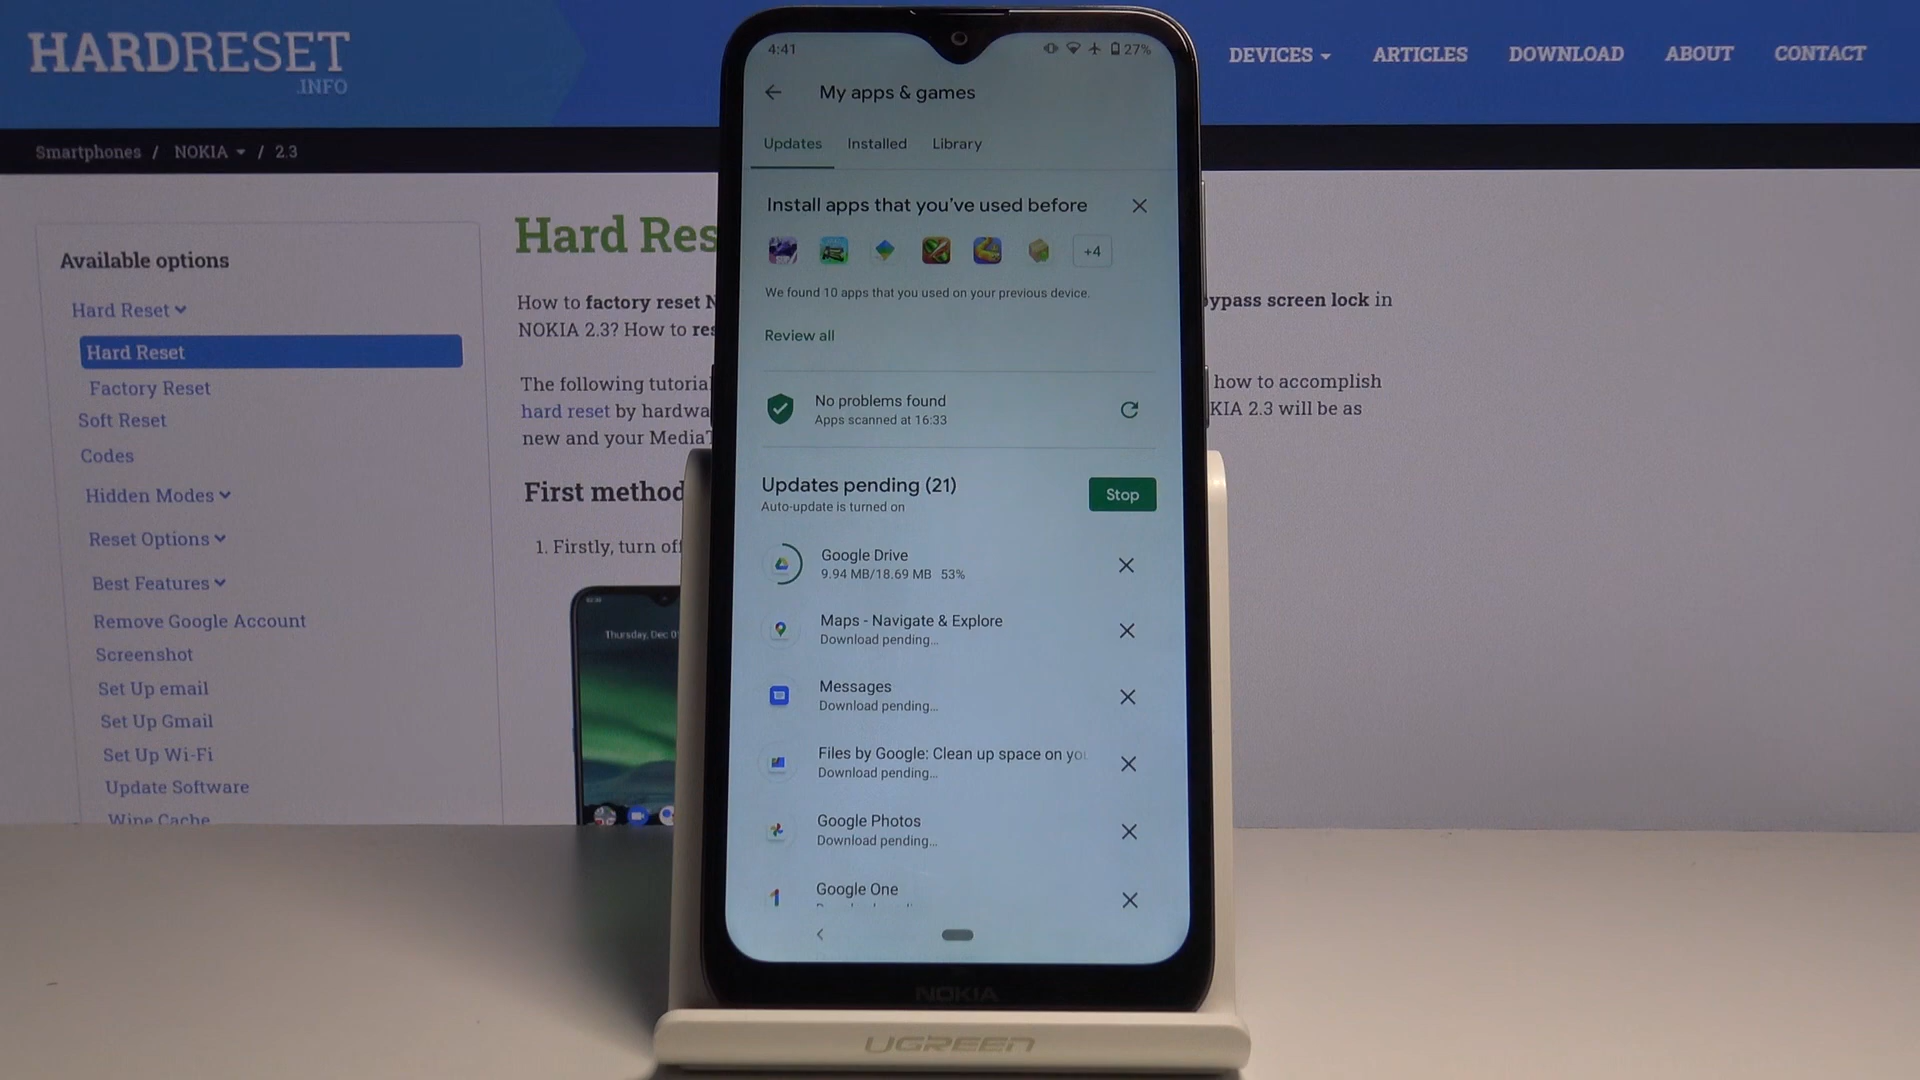 HARDRESET
.INFO
DEVICES
ARTICLES
DOWNLOAD
ABOUT
CONTACT
Smartphones / NOKIA / 2.3
Available options
Hard Reset
Hard Reset
Factory Reset
Soft Reset
Codes
Hidden Modes
Reset Options
Best Features
Remove Google Account
Screenshot
Set Up email
Set Up Gmail
Set Up Wi-Fi
Update Software
Wipe Cache
Hard Res
How to factory reset N
ypass screen lock in
NOKIA 2.3? How to res
The following tutoria
how to accomplish
hard reset by hardwa
KIA 2.3 will be as
new and your MediaT
First method
1. Firstly, turn off
Thursday, Dec 0
4:41
27%
My apps & games
Updates
Installed
Library
Install apps that you've used before
+4
We found 10 apps that you used on your previous device.
Review all
No problems found
Apps scanned at 16:33
Updates pending (21)
Auto-update is turned on
Stop
Google Drive
9.94 MB/18.69 MB 53%
Maps - Navigate & Explore
Download pending...
Messages
Download pending...
Files by Google: Clean up space on you
Download pending...
Google Photos
Download pending...
Google One
NOKIA
UGREEN